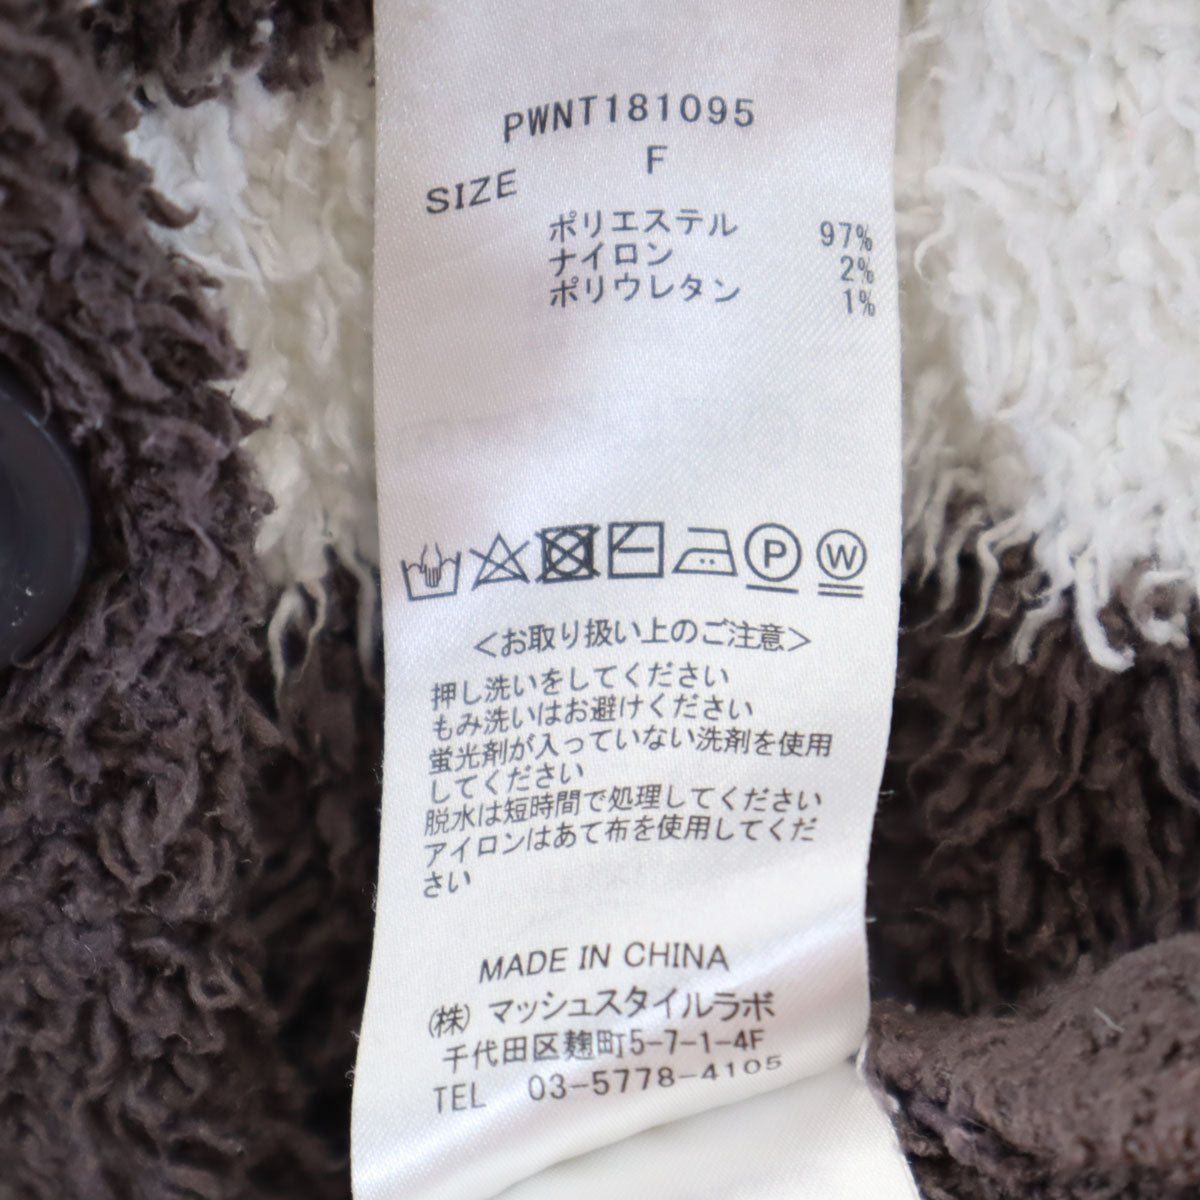 PWNT181095
SIZE F
ポリエステル 97%
ナイロン 2%
ポリウレタン 1%
P W
<お取り扱い上のご注意>
押し洗いをしてください
もみ洗いはお避けください
蛍光剤が入っていない洗剤を使用
してください
脱水は短時間で処理してください
アイロンはあて布を使用してくだ
さい
MADE IN CHINA
(株) マッシュスタイルラボ
千代田区麹町5-7-1-4F
TEL 03-5778-4105